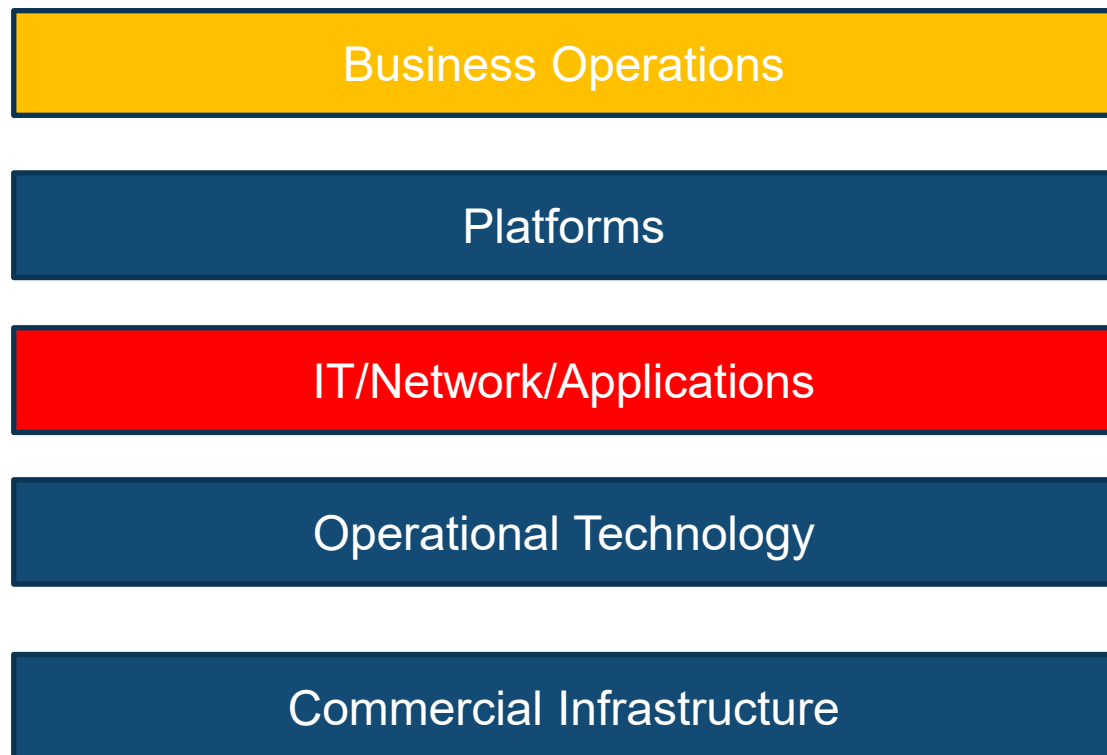 Business Operations
Platforms
IT/Network/Applications
Operational Technology
Commercial Infrastructure